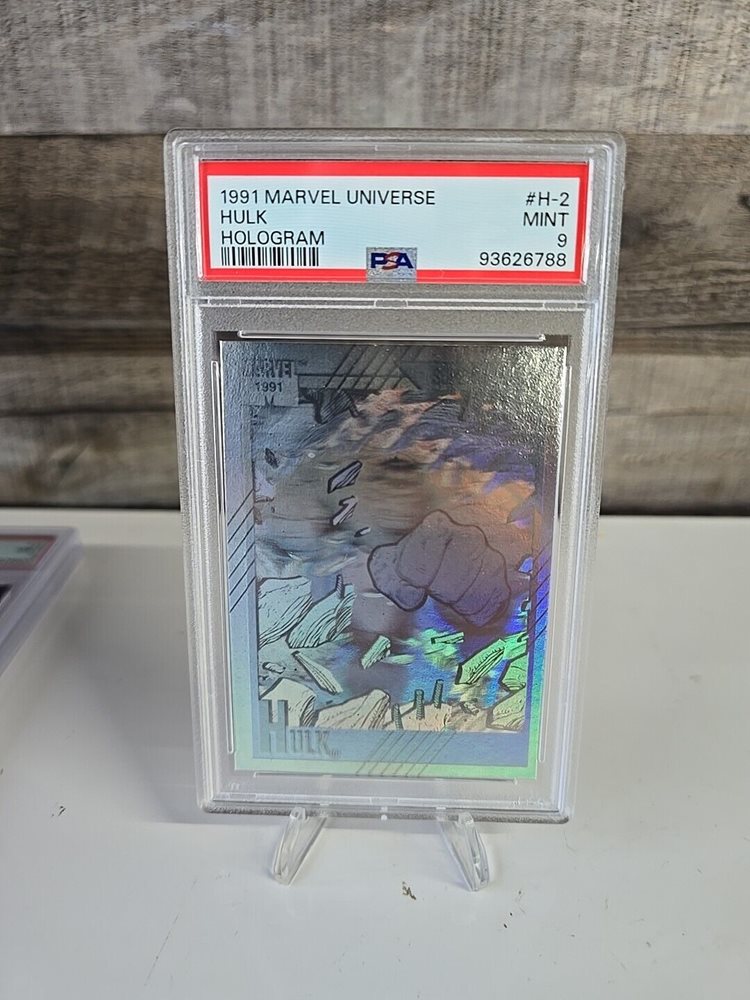 1991 MARVEL UNIVERSE #H-2
HULK MINT
HOLOGRAM 9
PSA 93626788
MARVEL
1991
HULK